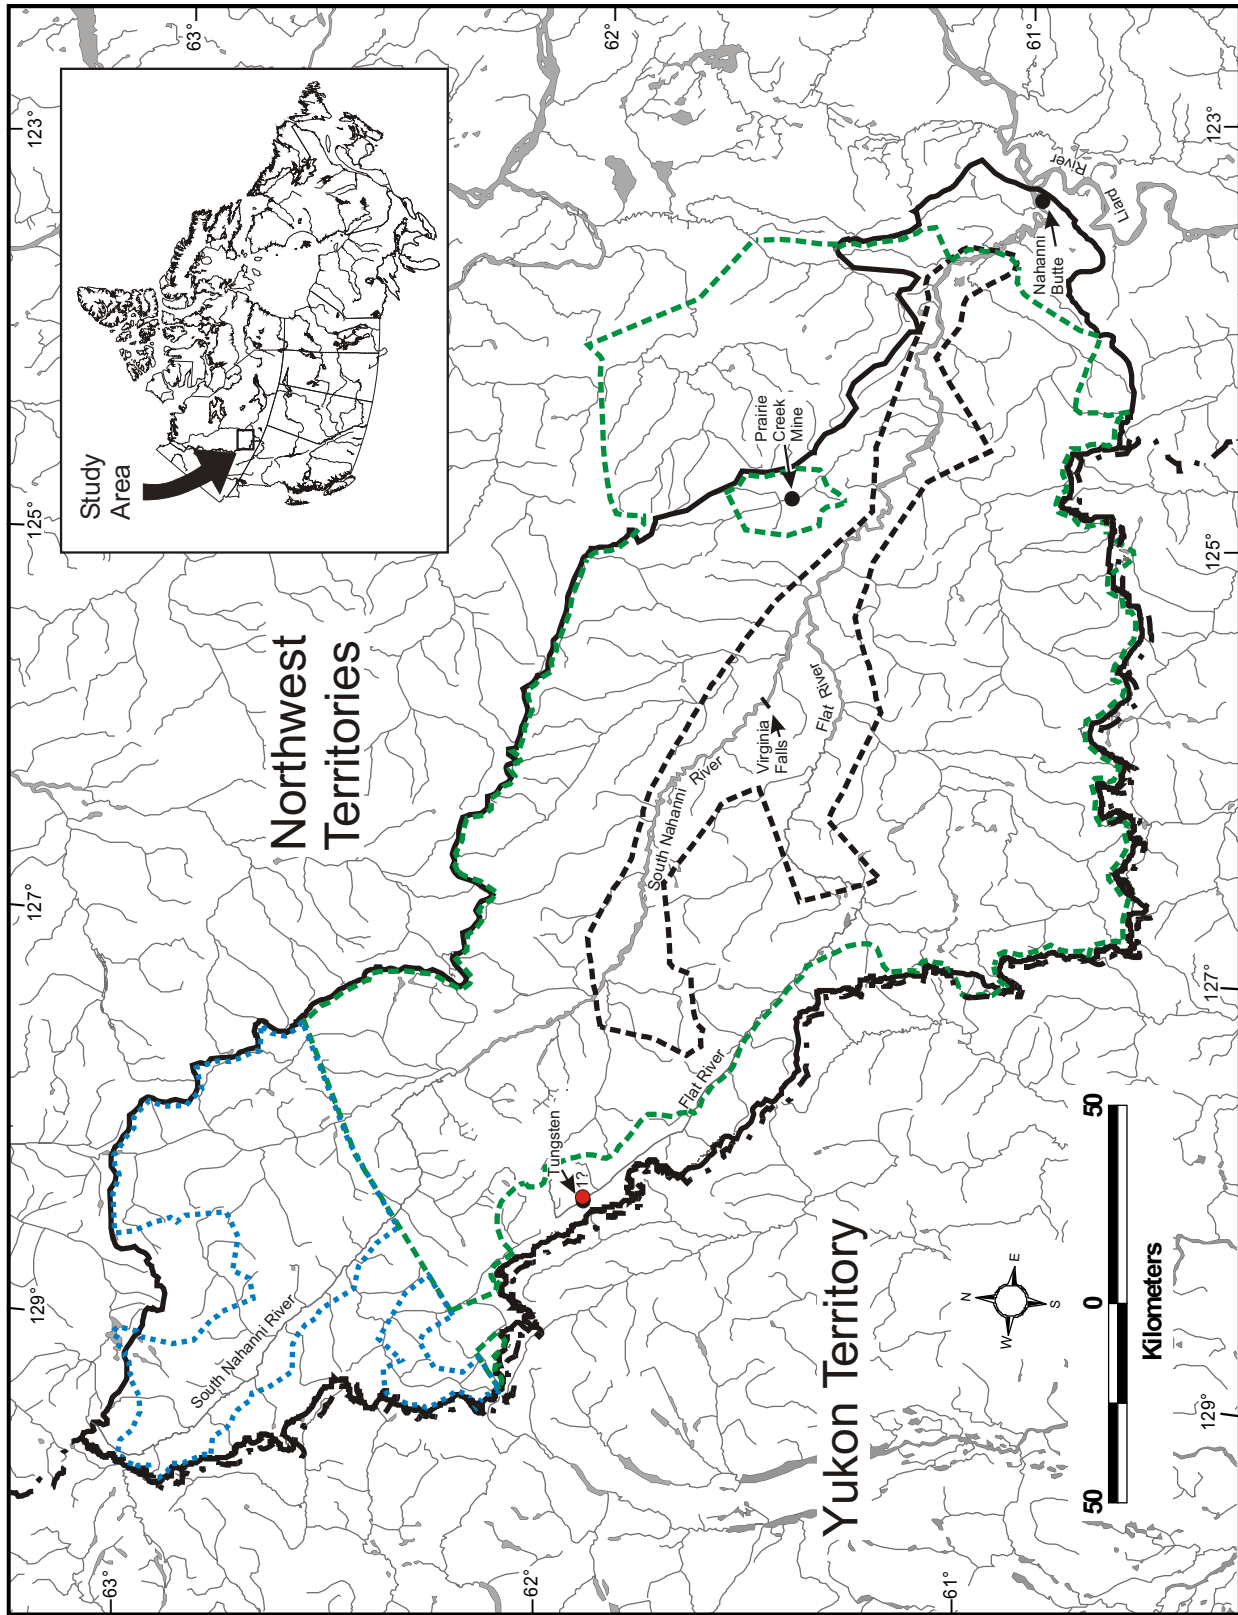 63°
62°
61°
123°
125°
127°
129°
Study
Area
Northwest
Territories
Yukon Territory
South Nahanni River
South Nahanni River
Flat River
Flat River
Virginia
Falls
Prairie
Creek
Mine
Nahanni
Butte
Liard
River
Tungsten
1?
N
E
S
W
50
0
50
Kilometers
63°
62°
61°
123°
125°
127°
129°